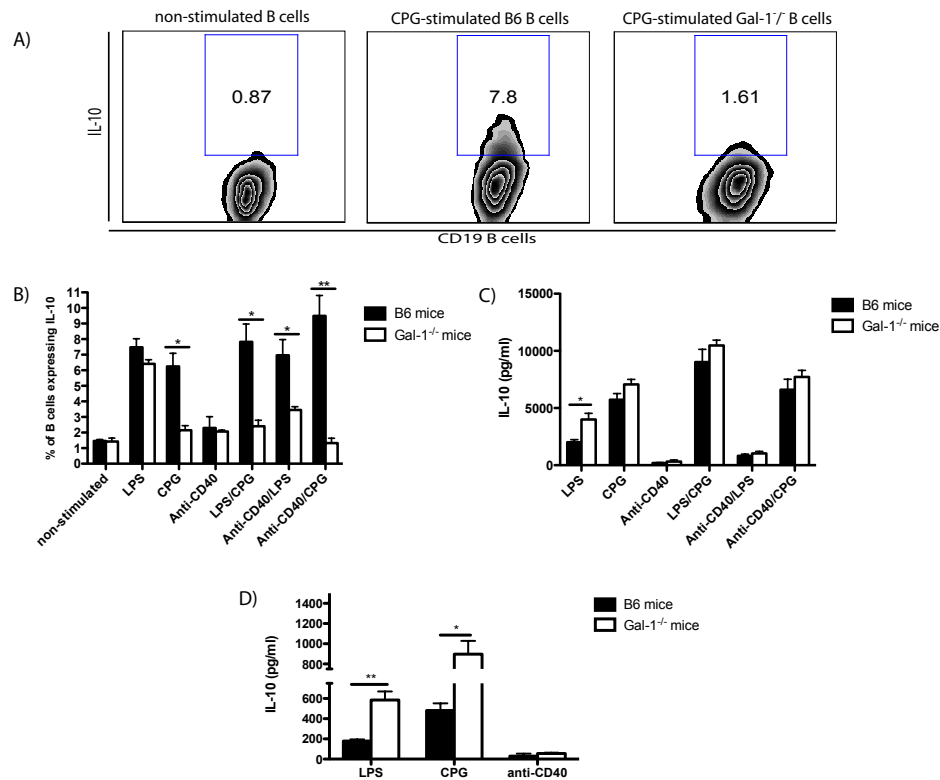 non-stimulated B cells
CPG-stimulated B6 B cells
CPG-stimulated Gal-1-/- B cells
A)
IL-10
0.87
7.8
1.61
CD19 B cells
B)
% of B cells expressing IL-10
11
10
9
8
7
6
5
4
3
2
1
0
*
*
*
**
B6 mice
Gal-1-/- mice
non-stimulated
LPS
CPG
Anti-CD40
LPS/CPG
Anti-CD40/LPS
Anti-CD40/CPG
C)
IL-10 (pg/ml)
15000
10000
5000
0
*
B6 mice
Gal-1-/- mice
LPS
CPG
Anti-CD40
LPS/CPG
Anti-CD40/LPS
Anti-CD40/CPG
D)
IL-10 (pg/ml)
1400
1200
1000
800
600
400
200
0
**
*
B6 mice
Gal-1-/- mice
LPS
CPG
anti-CD40